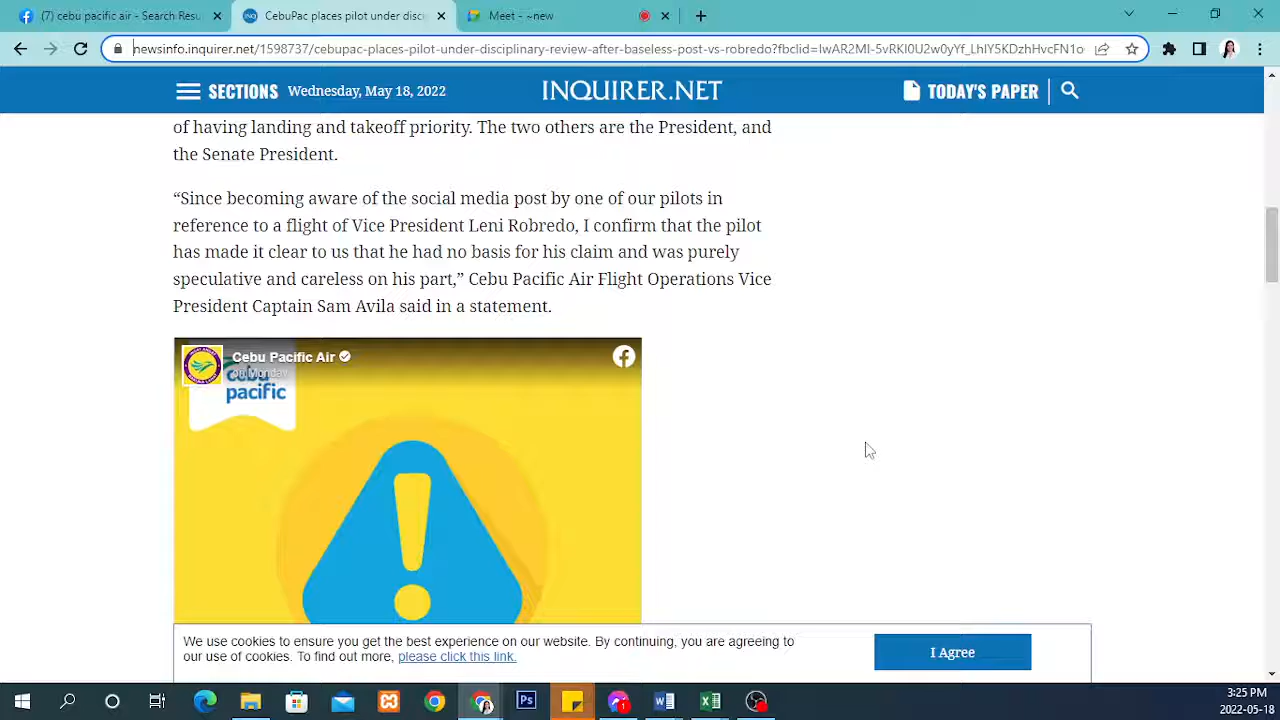 (7) cebu pacific - Search Resu
CebuPac places pilot under disci
Meet - ~new
newsinfo.inquirer.net/1598737/cebupac-places-pilot-under-disciplinary-review-after-baseless-post-vs-robredo?fbclid=
SECTIONS
Wednesday, May 18, 2022
INQUIRER.NET
TODAY'S PAPER
of having landing and takeoff priority. The two others are the President, and
the Senate President.
“Since becoming aware of the social media post by one of our pilots in
reference to a flight of Vice President Leni Robredo, I confirm that the pilot
has made it clear to us that he had no basis for his claim and was purely
speculative and careless on his part,” Cebu Pacific Air Flight Operations Vice
President Captain Sam Avila said in a statement.
Cebu Pacific Air
on Monday
cebu
pacific
We use cookies to ensure you get the best experience on our website. By continuing, you are agreeing to
our use of cookies. To find out more, please click this link.
I Agree
Ps
1
3:25 PM
2022-05-18